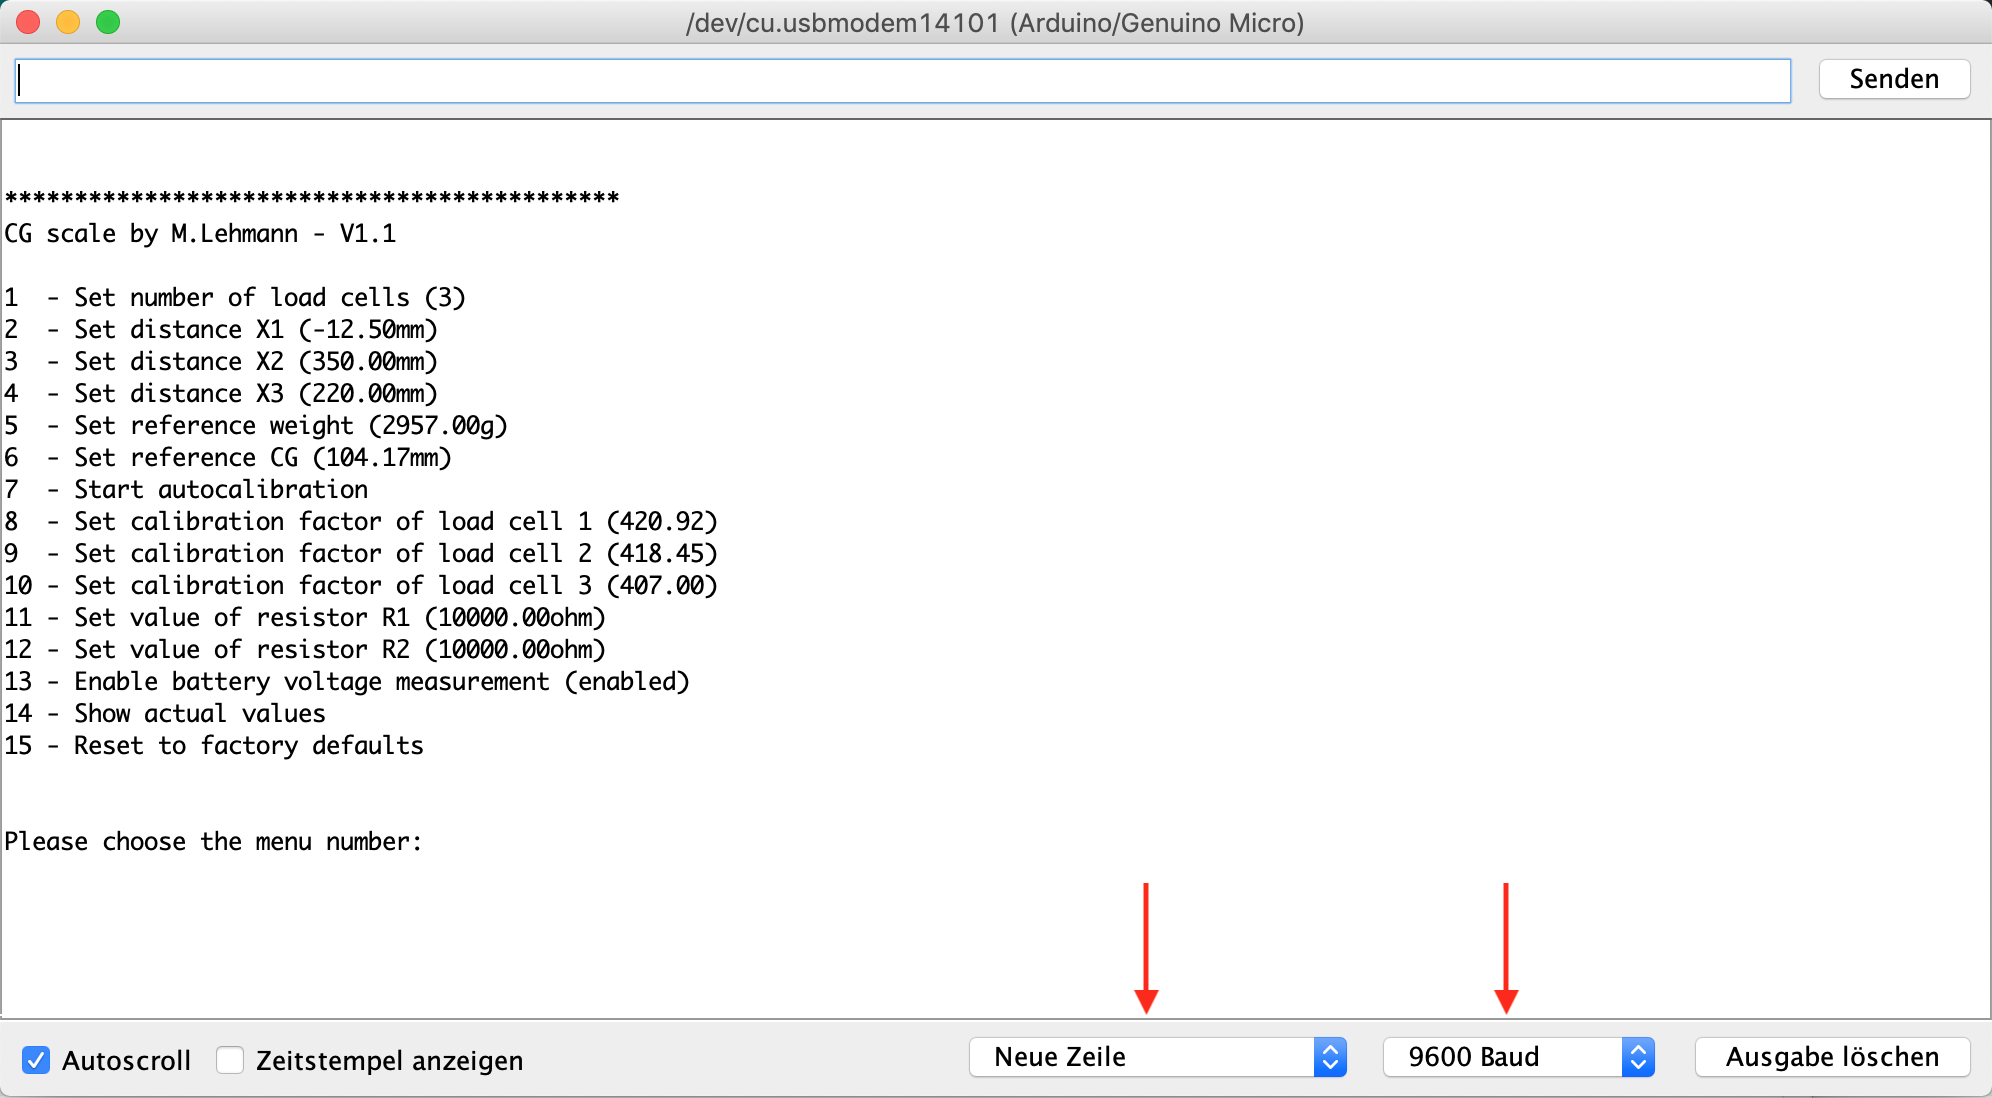 /dev/cu.usbmodem14101 (Arduino/Genuino Micro)
Senden
********************************************
CG scale by M.Lehmann - V1.1
1  - Set number of load cells (3)
2  - Set distance X1 (-12.50mm)
3  - Set distance X2 (350.00mm)
4  - Set distance X3 (220.00mm)
5  - Set reference weight (2957.00g)
6  - Set reference CG (104.17mm)
7  - Start autocalibration
8  - Set calibration factor of load cell 1 (420.92)
9  - Set calibration factor of load cell 2 (418.45)
10 - Set calibration factor of load cell 3 (407.00)
11 - Set value of resistor R1 (10000.00ohm)
12 - Set value of resistor R2 (10000.00ohm)
13 - Enable battery voltage measurement (enabled)
14 - Show actual values
15 - Reset to factory defaults
Please choose the menu number:
Autoscroll Zeitstempel anzeigen Neue Zeile 9600 Baud Ausgabe löschen